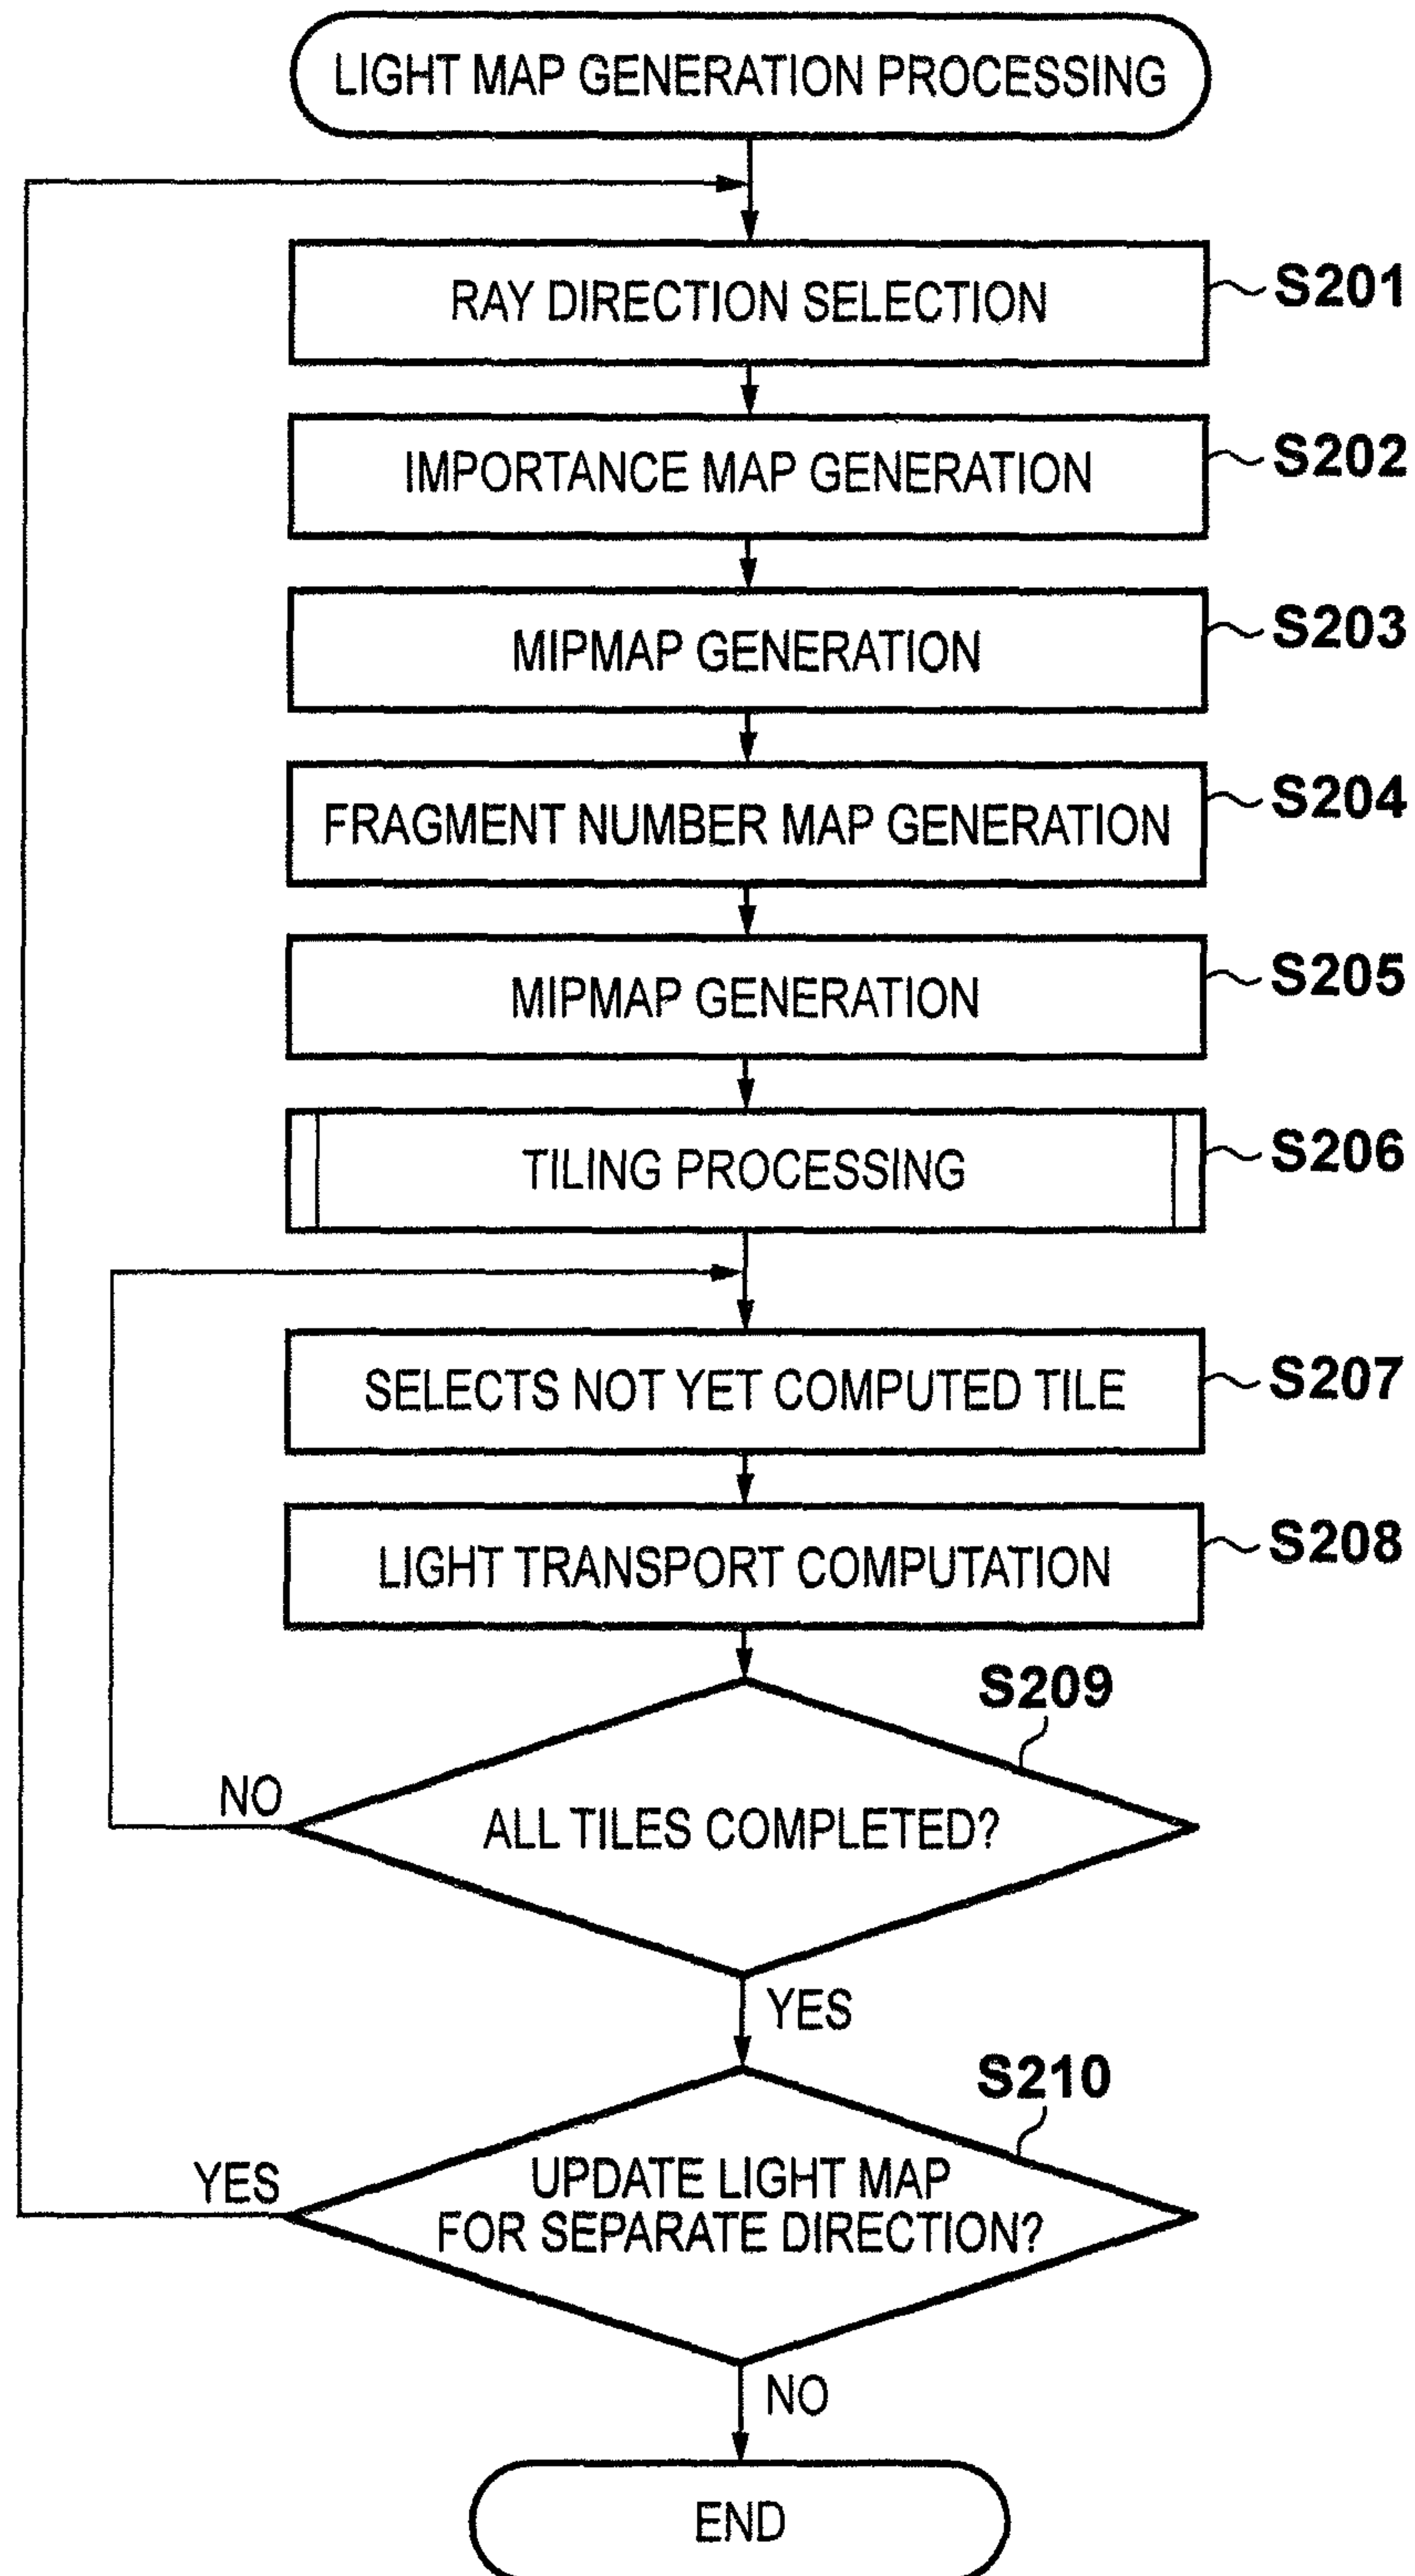 LIGHT MAP GENERATION PROCESSING
RAY DIRECTION SELECTION
S201
IMPORTANCE MAP GENERATION
S202
MIPMAP GENERATION
S203
FRAGMENT NUMBER MAP GENERATION
S204
MIPMAP GENERATION
S205
TILING PROCESSING
S206
SELECTS NOT YET COMPUTED TILE
S207
LIGHT TRANSPORT COMPUTATION
S208
S209
NO
ALL TILES COMPLETED?
YES
S210
YES
UPDATE LIGHT MAP
FOR SEPARATE DIRECTION?
NO
END